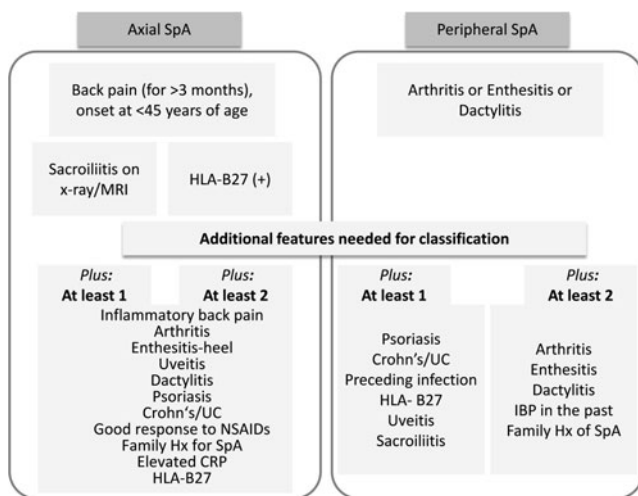 Axial SpA
Peripheral SpA
Back pain (for >3 months),
onset at <45 years of age
Arthritis or Enthesitis or
Dactylitis
Sacroiliitis on
x-ray/MRI
HLA-B27 (+)
Additional features needed for classification
Plus:
At least 1
Plus:
At least 2
Inflammatory back pain
Arthritis
Enthesitis-heel
Uveitis
Dactylitis
Psoriasis
Crohn's/UC
Good response to NSAIDs
Family Hx for SpA
Elevated CRP
HLA-B27
Plus:
At least 1
Psoriasis
Crohn's/UC
Preceding infection
HLA- B27
Uveitis
Sacroiliitis
Plus:
At least 2
Arthritis
Enthesitis
Dactylitis
IBP in the past
Family Hx of SpA